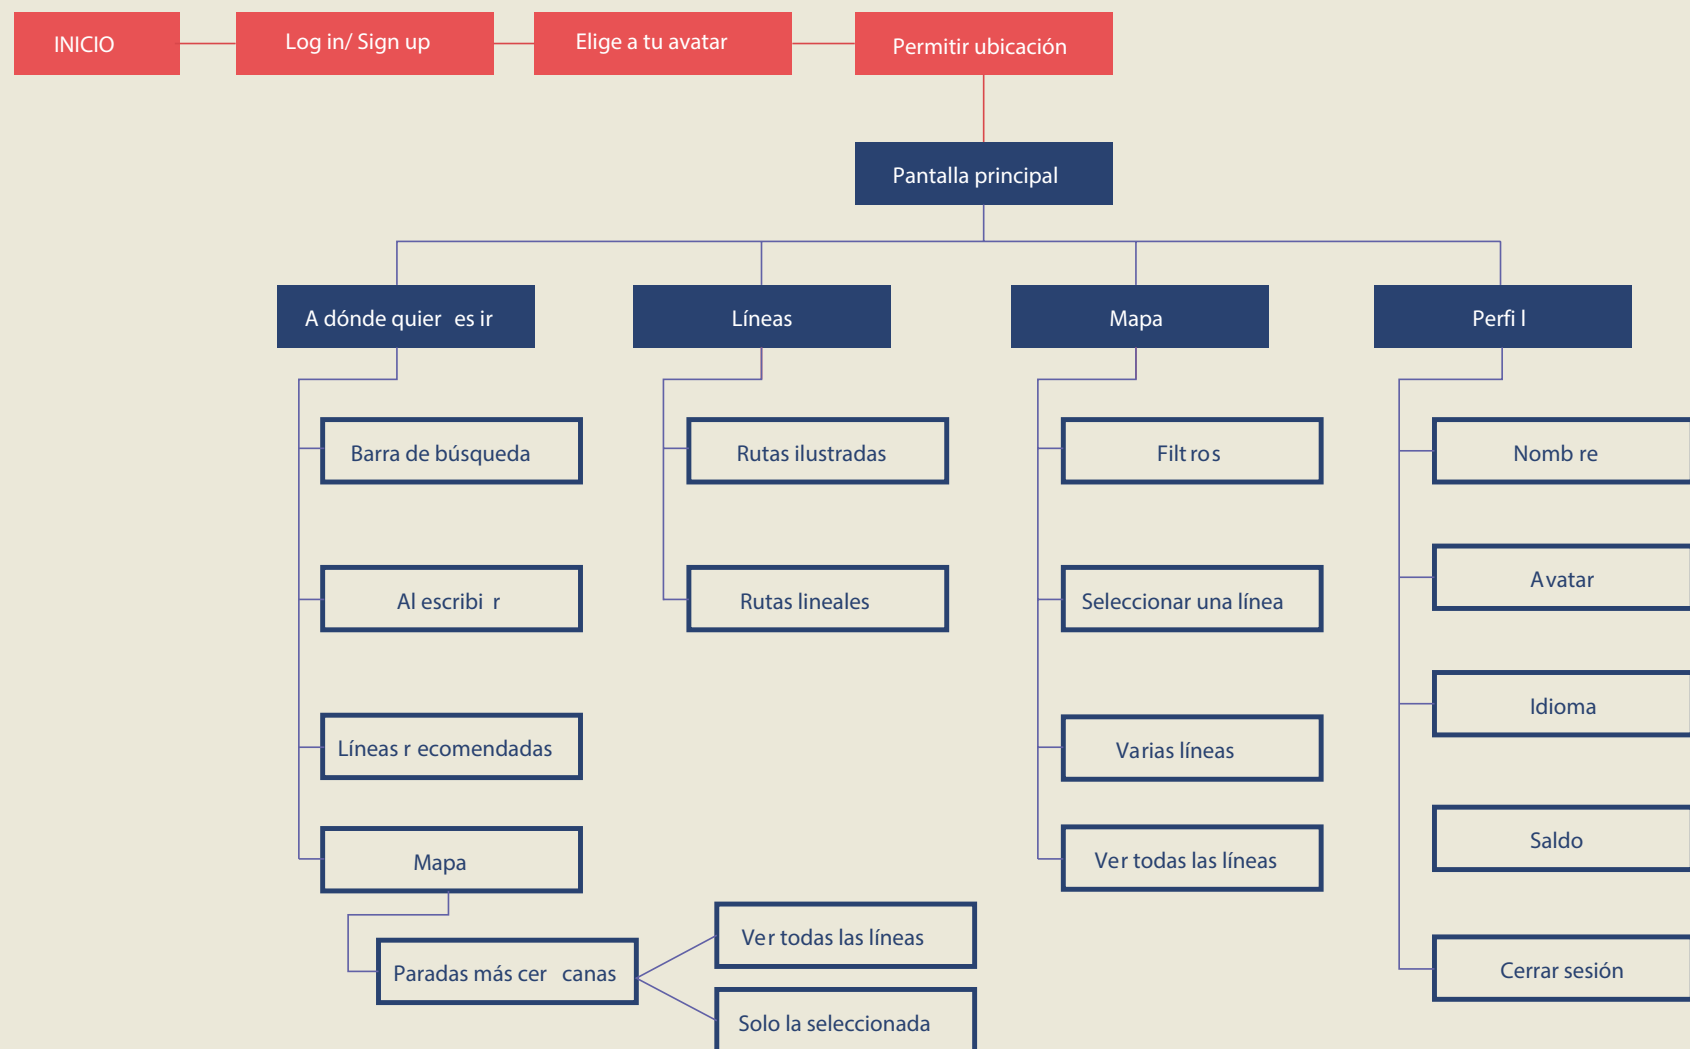 INICIO
Log in/ Sign up
Elige a tu avatar
Permitir ubicación
Pantalla principal
A dónde quier es ir
Líneas
Mapa
Perfi l
Barra de búsqueda
Rutas ilustradas
Filt ros
Nomb re
Al escribi r
Rutas lineales
Seleccionar una línea
Avatar
Líneas r ecomendadas
Varias líneas
Idioma
Mapa
Ver todas las líneas
Saldo
Paradas más cer canas
Ver todas las líneas
Solo la seleccionada
Cerrar sesión